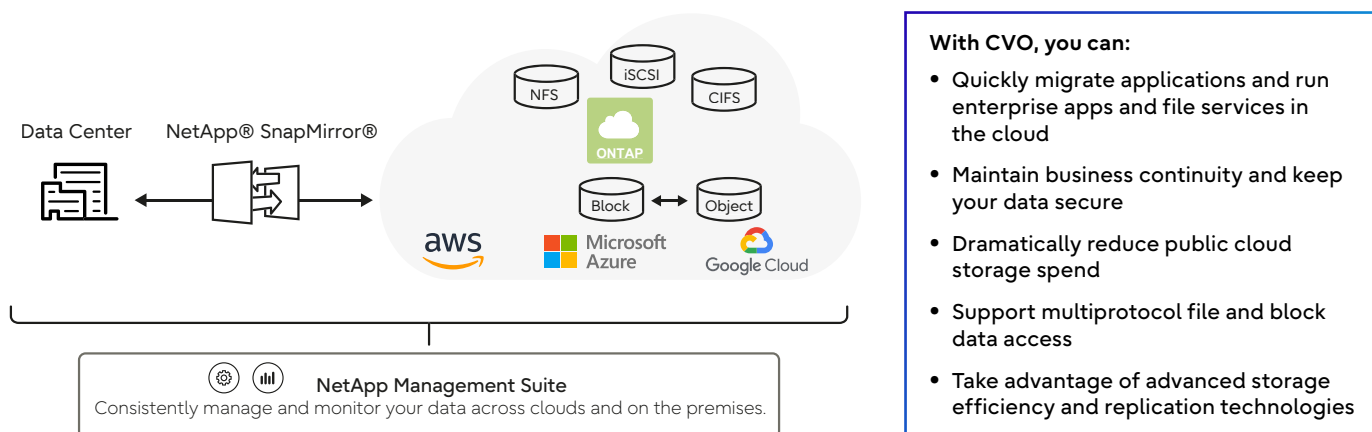 Data Center
NetApp® SnapMirror®
NFS
iSCSI
CIFS
ONTAP
Block
Object
aws
Microsoft
Azure
Google Cloud
NetApp Management Suite
Consistently manage and monitor your data across clouds and on the premises.
With CVO, you can:
• Quickly migrate applications and run
enterprise apps and file services in
the cloud
• Maintain business continuity and keep
your data secure
• Dramatically reduce public cloud
storage spend
• Support multiprotocol file and block
data access
• Take advantage of advanced storage
efficiency and replication technologies